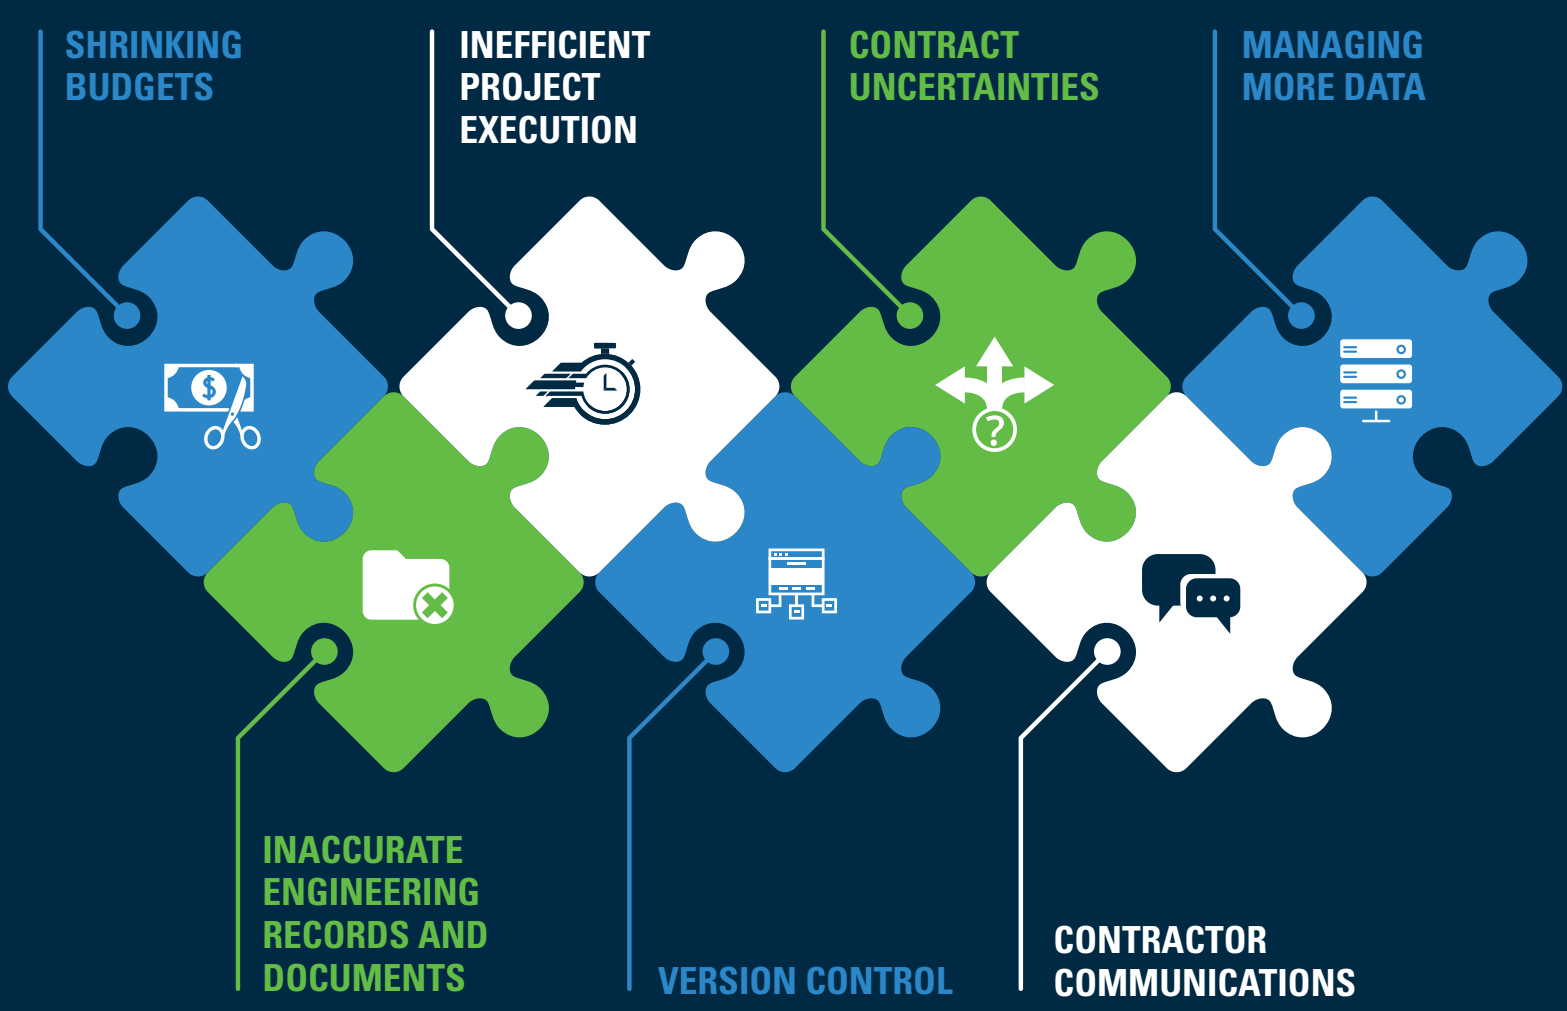 SHRINKING
BUDGETS
INEFFICIENT
PROJECT
EXECUTION
CONTRACT
UNCERTAINTIES
MANAGING
MORE DATA
$
?
INACCURATE
ENGINEERING
RECORDS AND
DOCUMENTS
VERSION CONTROL
CONTRACTOR
COMMUNICATIONS